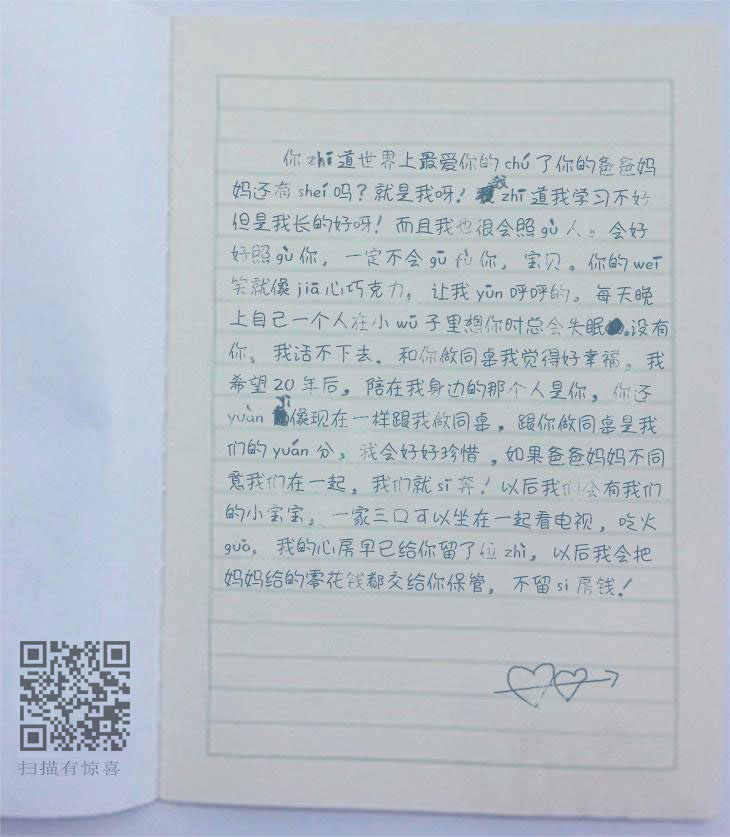 你zhī道世界上最爱你的chú了你的爸爸妈
妈还有sheí吗？就是我呀！我zhī道我学习不好
但是我长的好呀！而且我也很会照gù人。会好
好照gù你，一定不会gū fù你，宝贝。你的weī
笑就像jiā心巧克力，让我yūn呼呼的。每天晚
上自己一个人在小wū子里想你时总会失眠。没有
你，我活不下去。和你做同桌我觉得好幸福。我
希望20年后，陪在我身边的那个人是你，你还
yuàn yì像现在一样跟我做同桌，跟你做同桌是我
们的yuán分，我会好好珍惜，如果爸爸妈妈不同
意我们在一起，我们就sī奔！以后我们会有我们
的小宝宝，一家三口可以坐在一起看电视，吃火
guō，我的心房早已给你留了位zhì，以后我会把
妈妈给的零花钱都交给你保管，不留si房钱！
扫描有惊喜